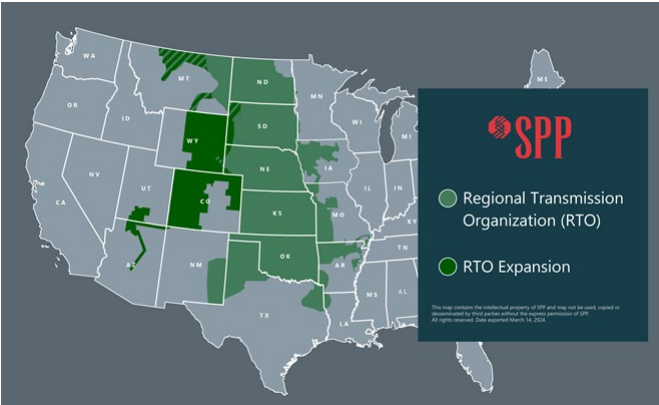 WA
MT
ND
ME
MN
OR
ID
SD
WI
MI
WY
SPP
NE
IA
NV
UT
IL
IN
Regional Transmission
Organization (RTO)
CO
CA
KS
MO
KY
RTO Expansion
TN
AZ
NM
OK
AR
MS
AL
This map contains the intellectual property of SPP and may not be used, copied or
desseminated by third parties without the express permission of SPP.
All rights reserved. Date exported March 14, 2024.
TX
LA